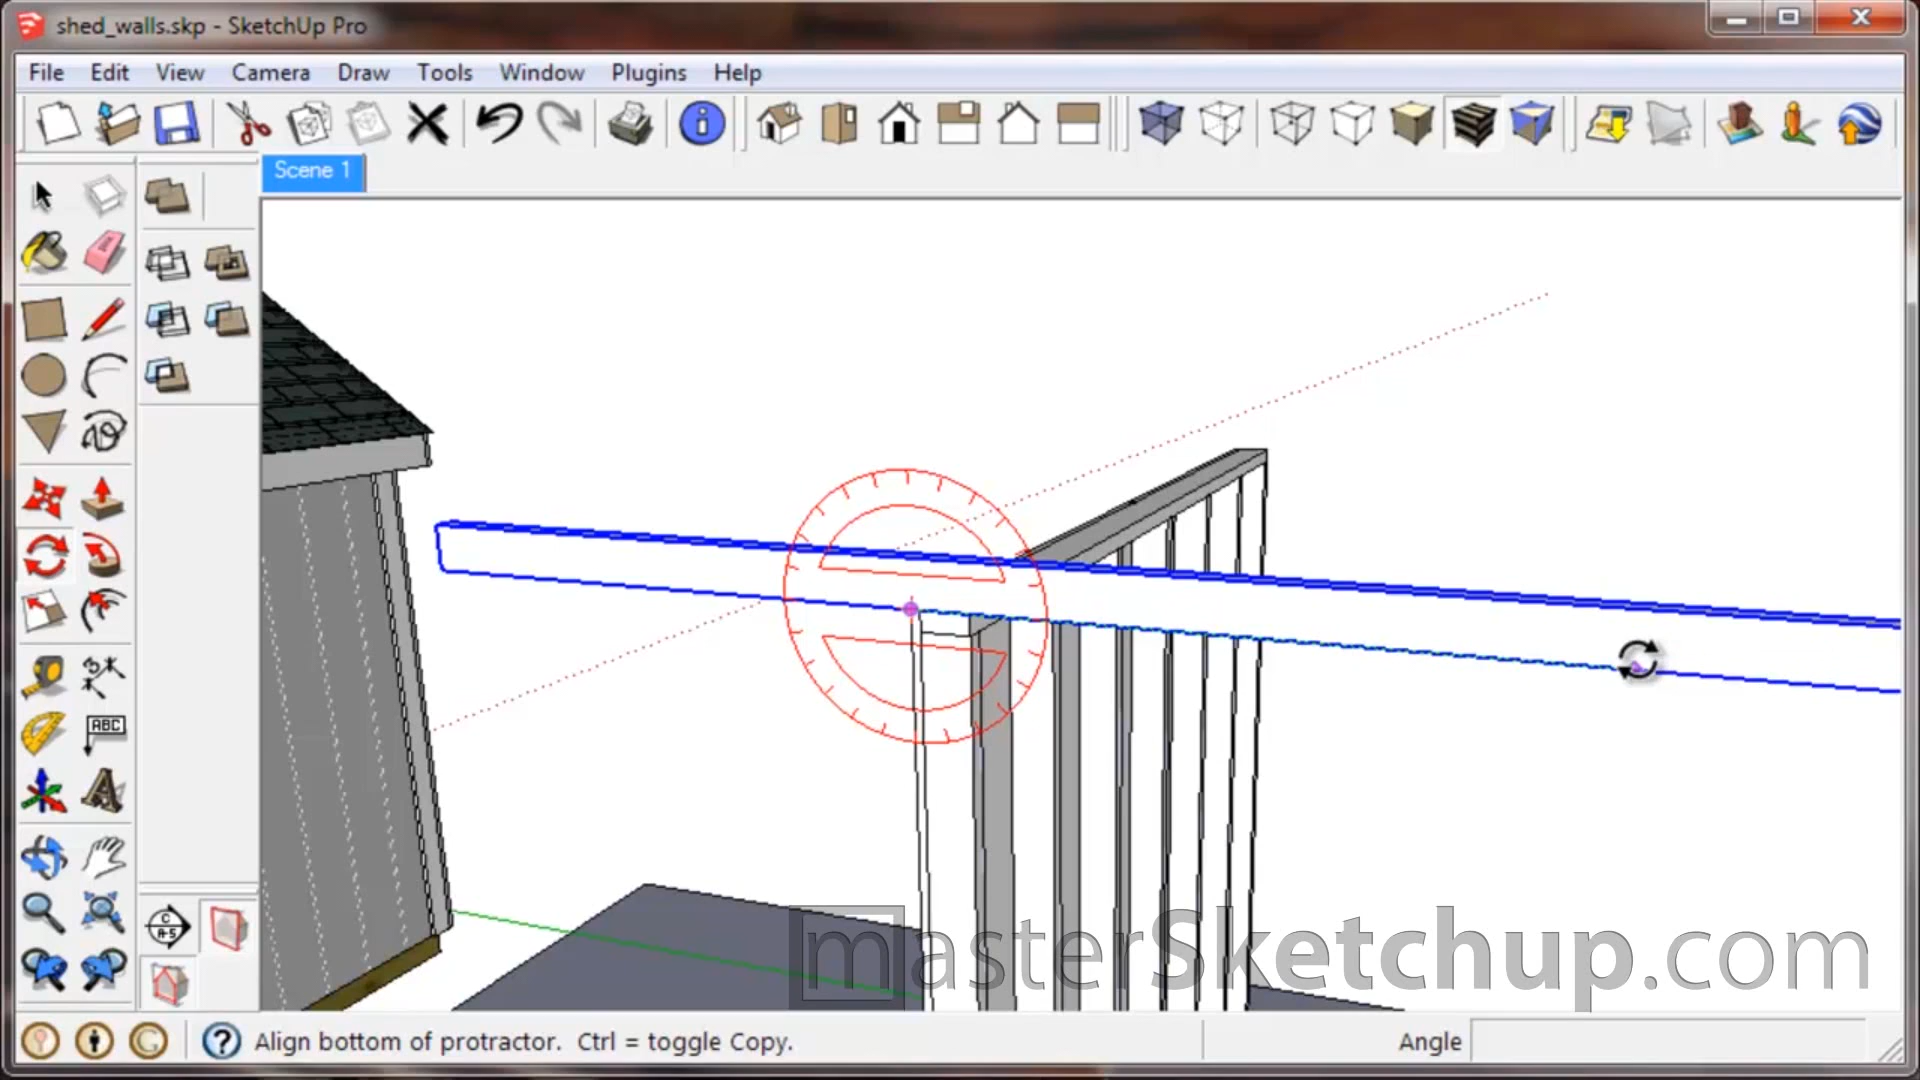 shed_walls.skp - SketchUp Pro
File Edit View Camera Draw Tools Window Plugins Help
Scene 1
ABC
C
A-5
masterSketchup.com
Align bottom of protractor. Ctrl = toggle Copy.
Angle